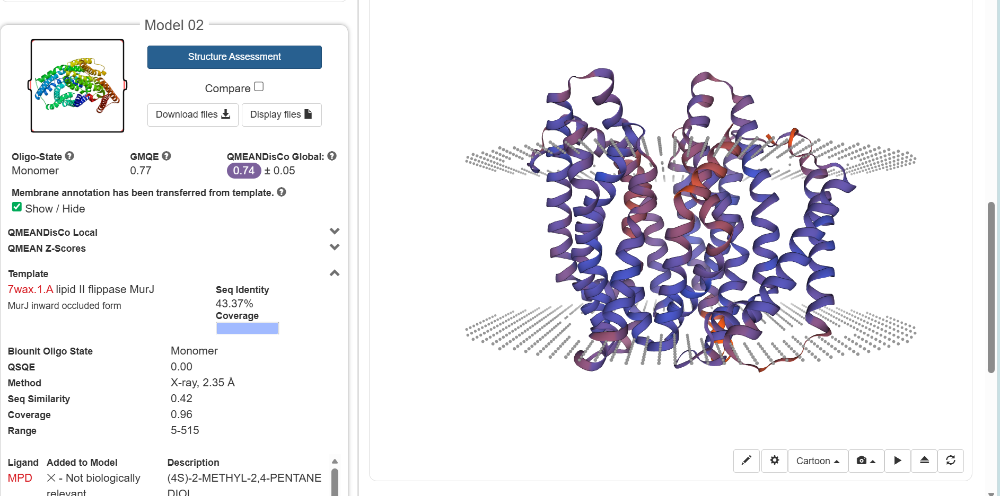 Model 02
Structure Assessment
Compare
Download files Display files
Oligo-State GMQE QMEANDisCo Global:
Monomer 0.77 0.74 ± 0.05
Membrane annotation has been transferred from template.
Show / Hide
QMEANDisCo Local
QMEAN Z-Scores
Template
7wax.1.A lipid II flippase MurJ
MurJ inward occluded form
Seq Identity
43.37%
Coverage
Biounit Oligo State Monomer
QSQE 0.00
Method X-ray, 2.35 Å
Seq Similarity 0.42
Coverage 0.96
Range 5-515
Ligand Added to Model Description
MPD ✕ - Not biologically (4S)-2-METHYL-2,4-PENTANE
relevant DIOL
Cartoon